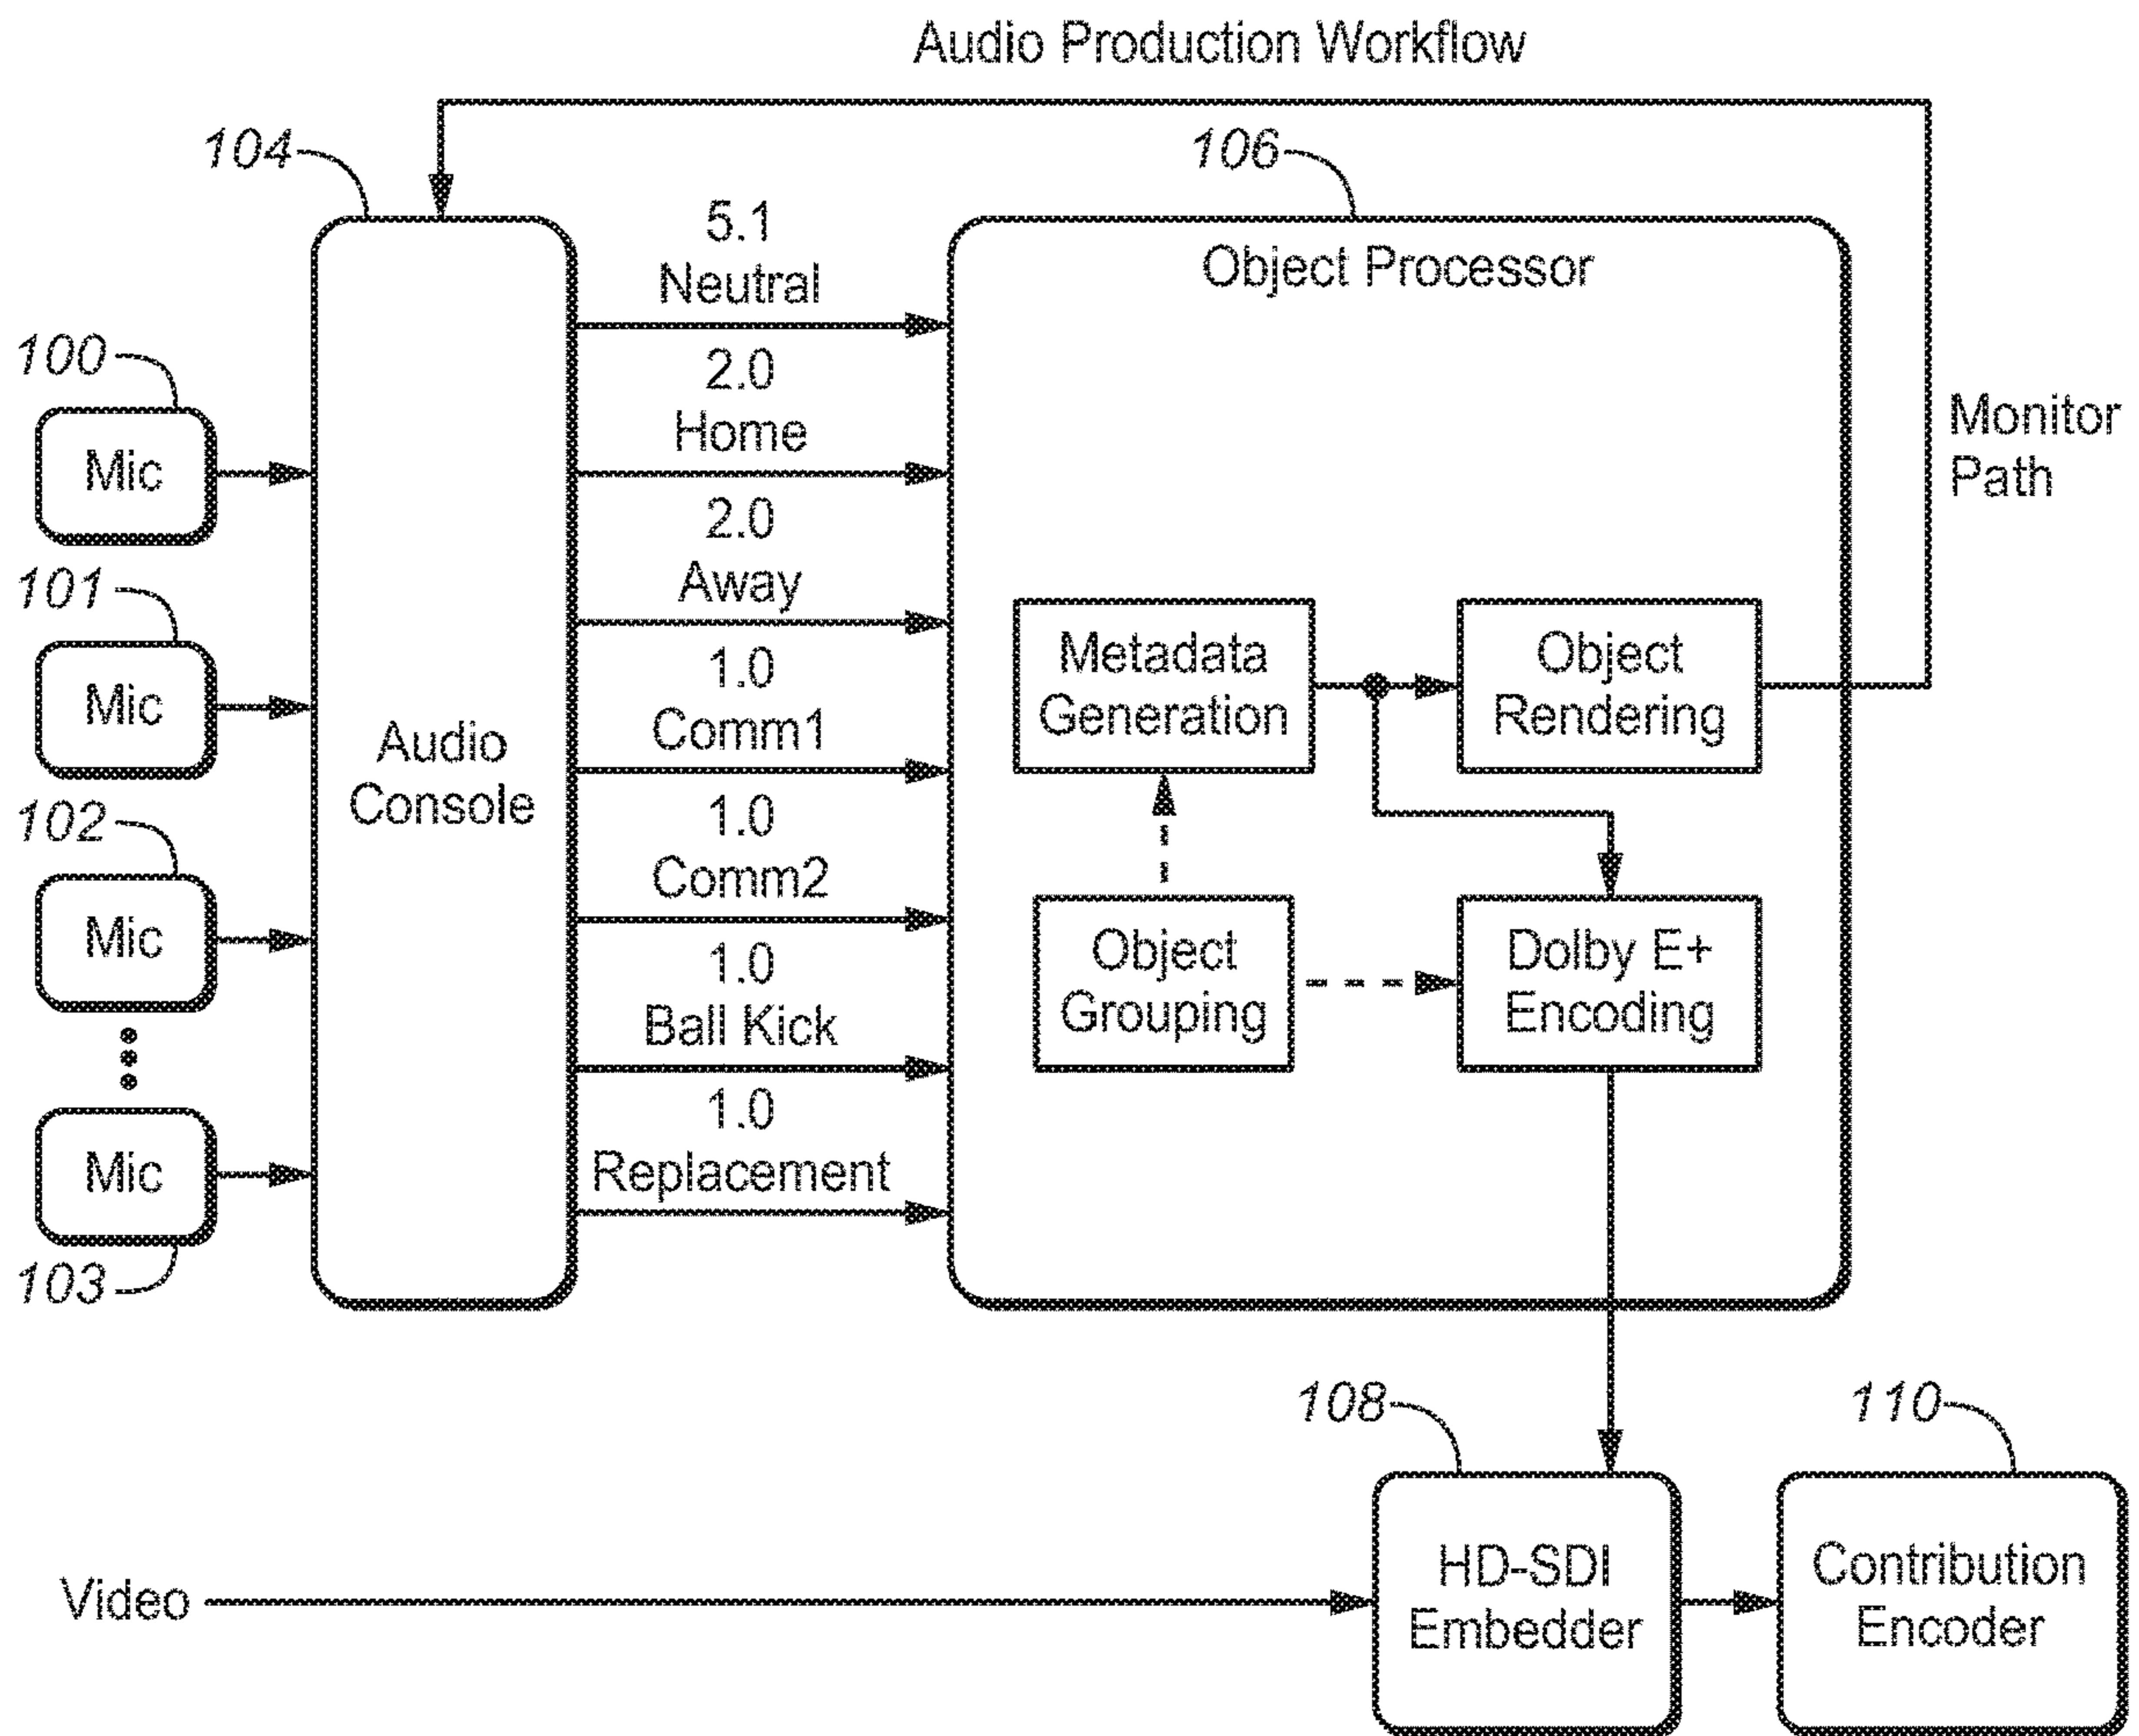 Audio Production Workflow
104
106
5.1
Neutral
Object Processor
100
2.0
Home
Monitor
Path
Mic
2.0
Away
101
1.0
Comm1
Metadata
Generation
Object
Rendering
Mic
Audio
Console
102
1.0
Comm2
Mic
1.0
Ball Kick
Object
Grouping
Dolby E+
Encoding
1.0
Replacement
Mic
103
108
110
Video
HD-SDI
Embedder
Contribution
Encoder